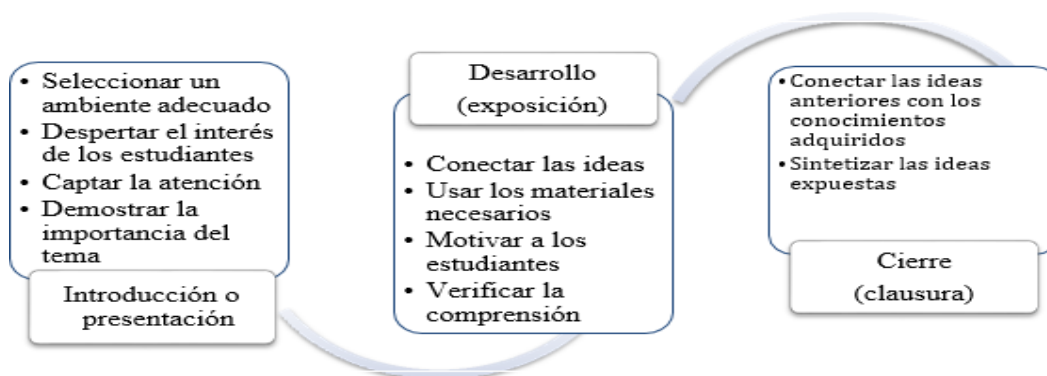 • Seleccionar un
ambiente adecuado
• Despertar el interés
de los estudiantes
• Captar la atención
• Demostrar la
importancia del
tema
Introducción o
presentación
Desarrollo
(exposición)
• Conectar las ideas
• Usar los materiales
necesarios
• Motivar a los
estudiantes
• Verificar la
comprensión
• Conectar las ideas
anteriores con los
conocimientos
adquiridos
• Sintetizar las ideas
expuestas
Cierre
(clausura)